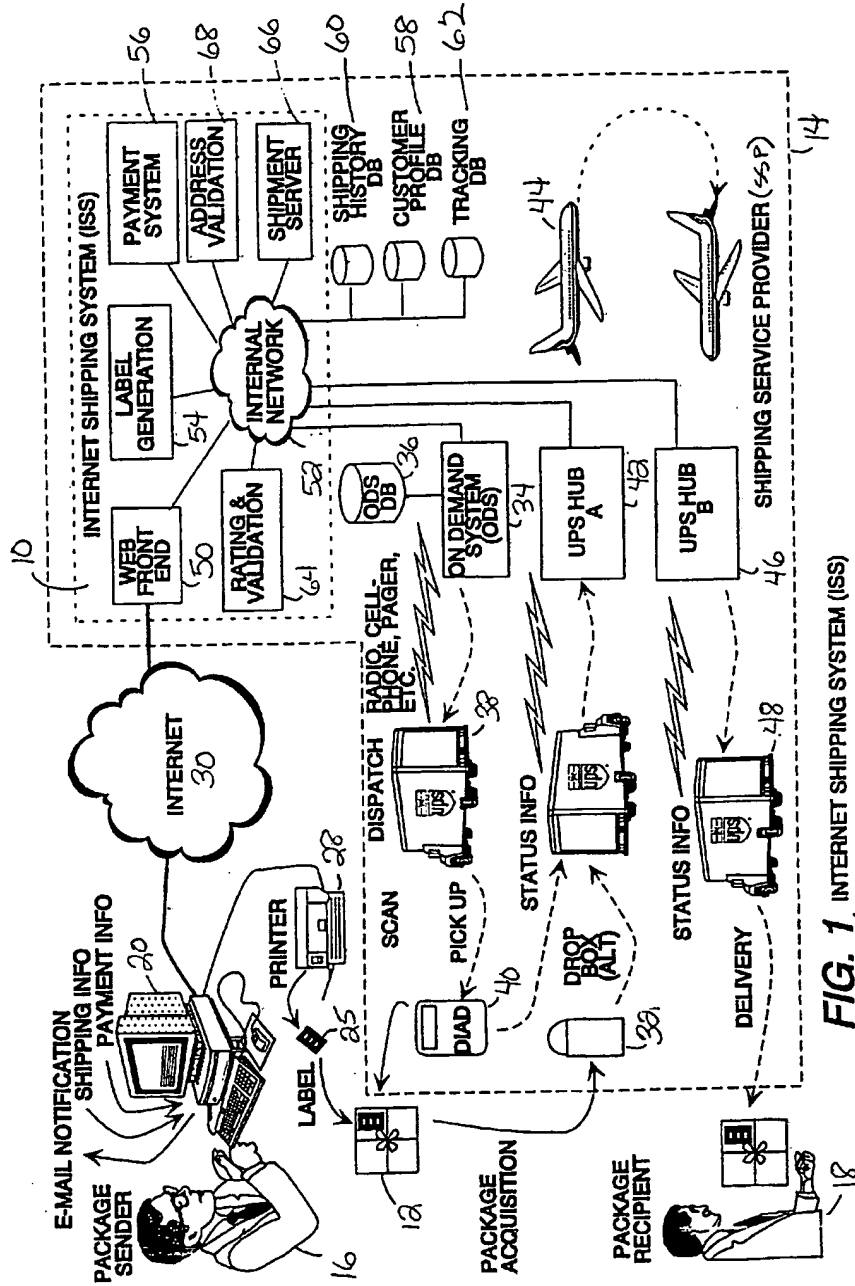 INTERNET SHIPPING SYSTEM (ISS)
10
WEB
FRONT
END
50
LABEL
GENERATION
54
PAYMENT
SYSTEM
56
ADDRESS
VALIDATION
68
SHIPMENT
SERVER
66
RATING &
VALIDATION
64
INTERNAL
NETWORK
52
SHIPPING
HISTORY
DB
60
CUSTOMER
PROFILE
DB
58
TRACKING
DB
62
INTERNET
30
E-MAIL NOTIFICATION
SHIPPING INFO
PAYMENT INFO
20
PACKAGE
SENDER
16
PRINTER
28
LABEL
25
12
SCAN
DISPATCH
RADIO, CELL-
PHONE, PAGER,
ETC.
38
ODS
DB
36
ON DEMAND
SYSTEM
(ODS)
34
PICK UP
DIAD
40
ups
STATUS INFO
ups
UPS HUB
A
42
44
DROP
BOX
(ALT)
32
PACKAGE
ACQUISITION
STATUS INFO
ups
48
UPS HUB
B
46
DELIVERY
PACKAGE
RECIPIENT
18
SHIPPING SERVICE PROVIDER (SSP)
14
FIG. 1. INTERNET SHIPPING SYSTEM (ISS)